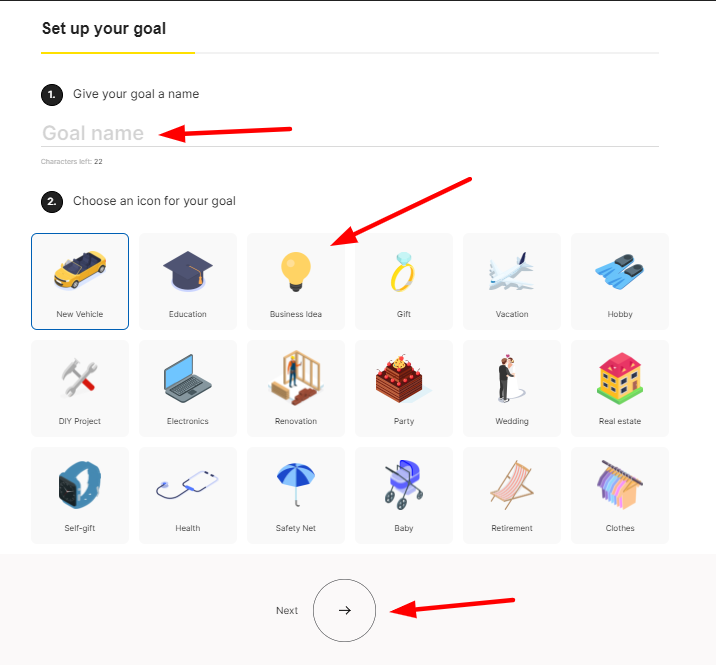 Set up your goal
1. Give your goal a name
Goal name
Characters left: 22
2. Choose an icon for your goal
New Vehicle
Education
Business Idea
Gift
Vacation
Hobby
DIY Project
Electronics
Renovation
Party
Wedding
Real estate
Self-gift
Health
Safety Net
Baby
Retirement
Clothes
Next